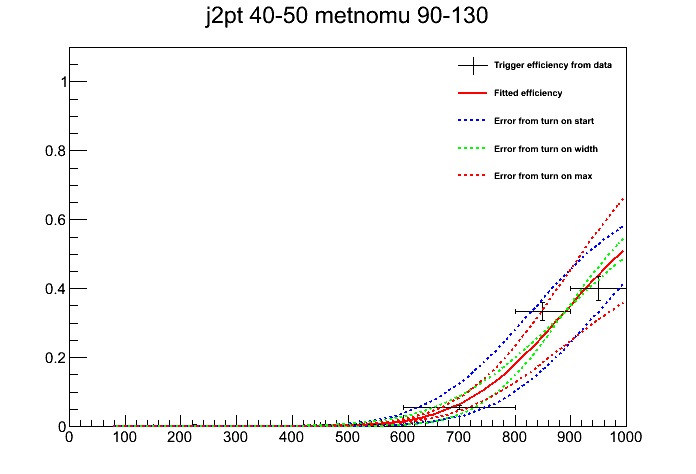 j2pt 40-50 metnomu 90-130
Trigger efficiency from data
Fitted efficiency
Error from turn on start
Error from turn on width
Error from turn on max
1
0.8
0.6
0.4
0.2
0
0 100 200 300 400 500 600 700 800 900 1000